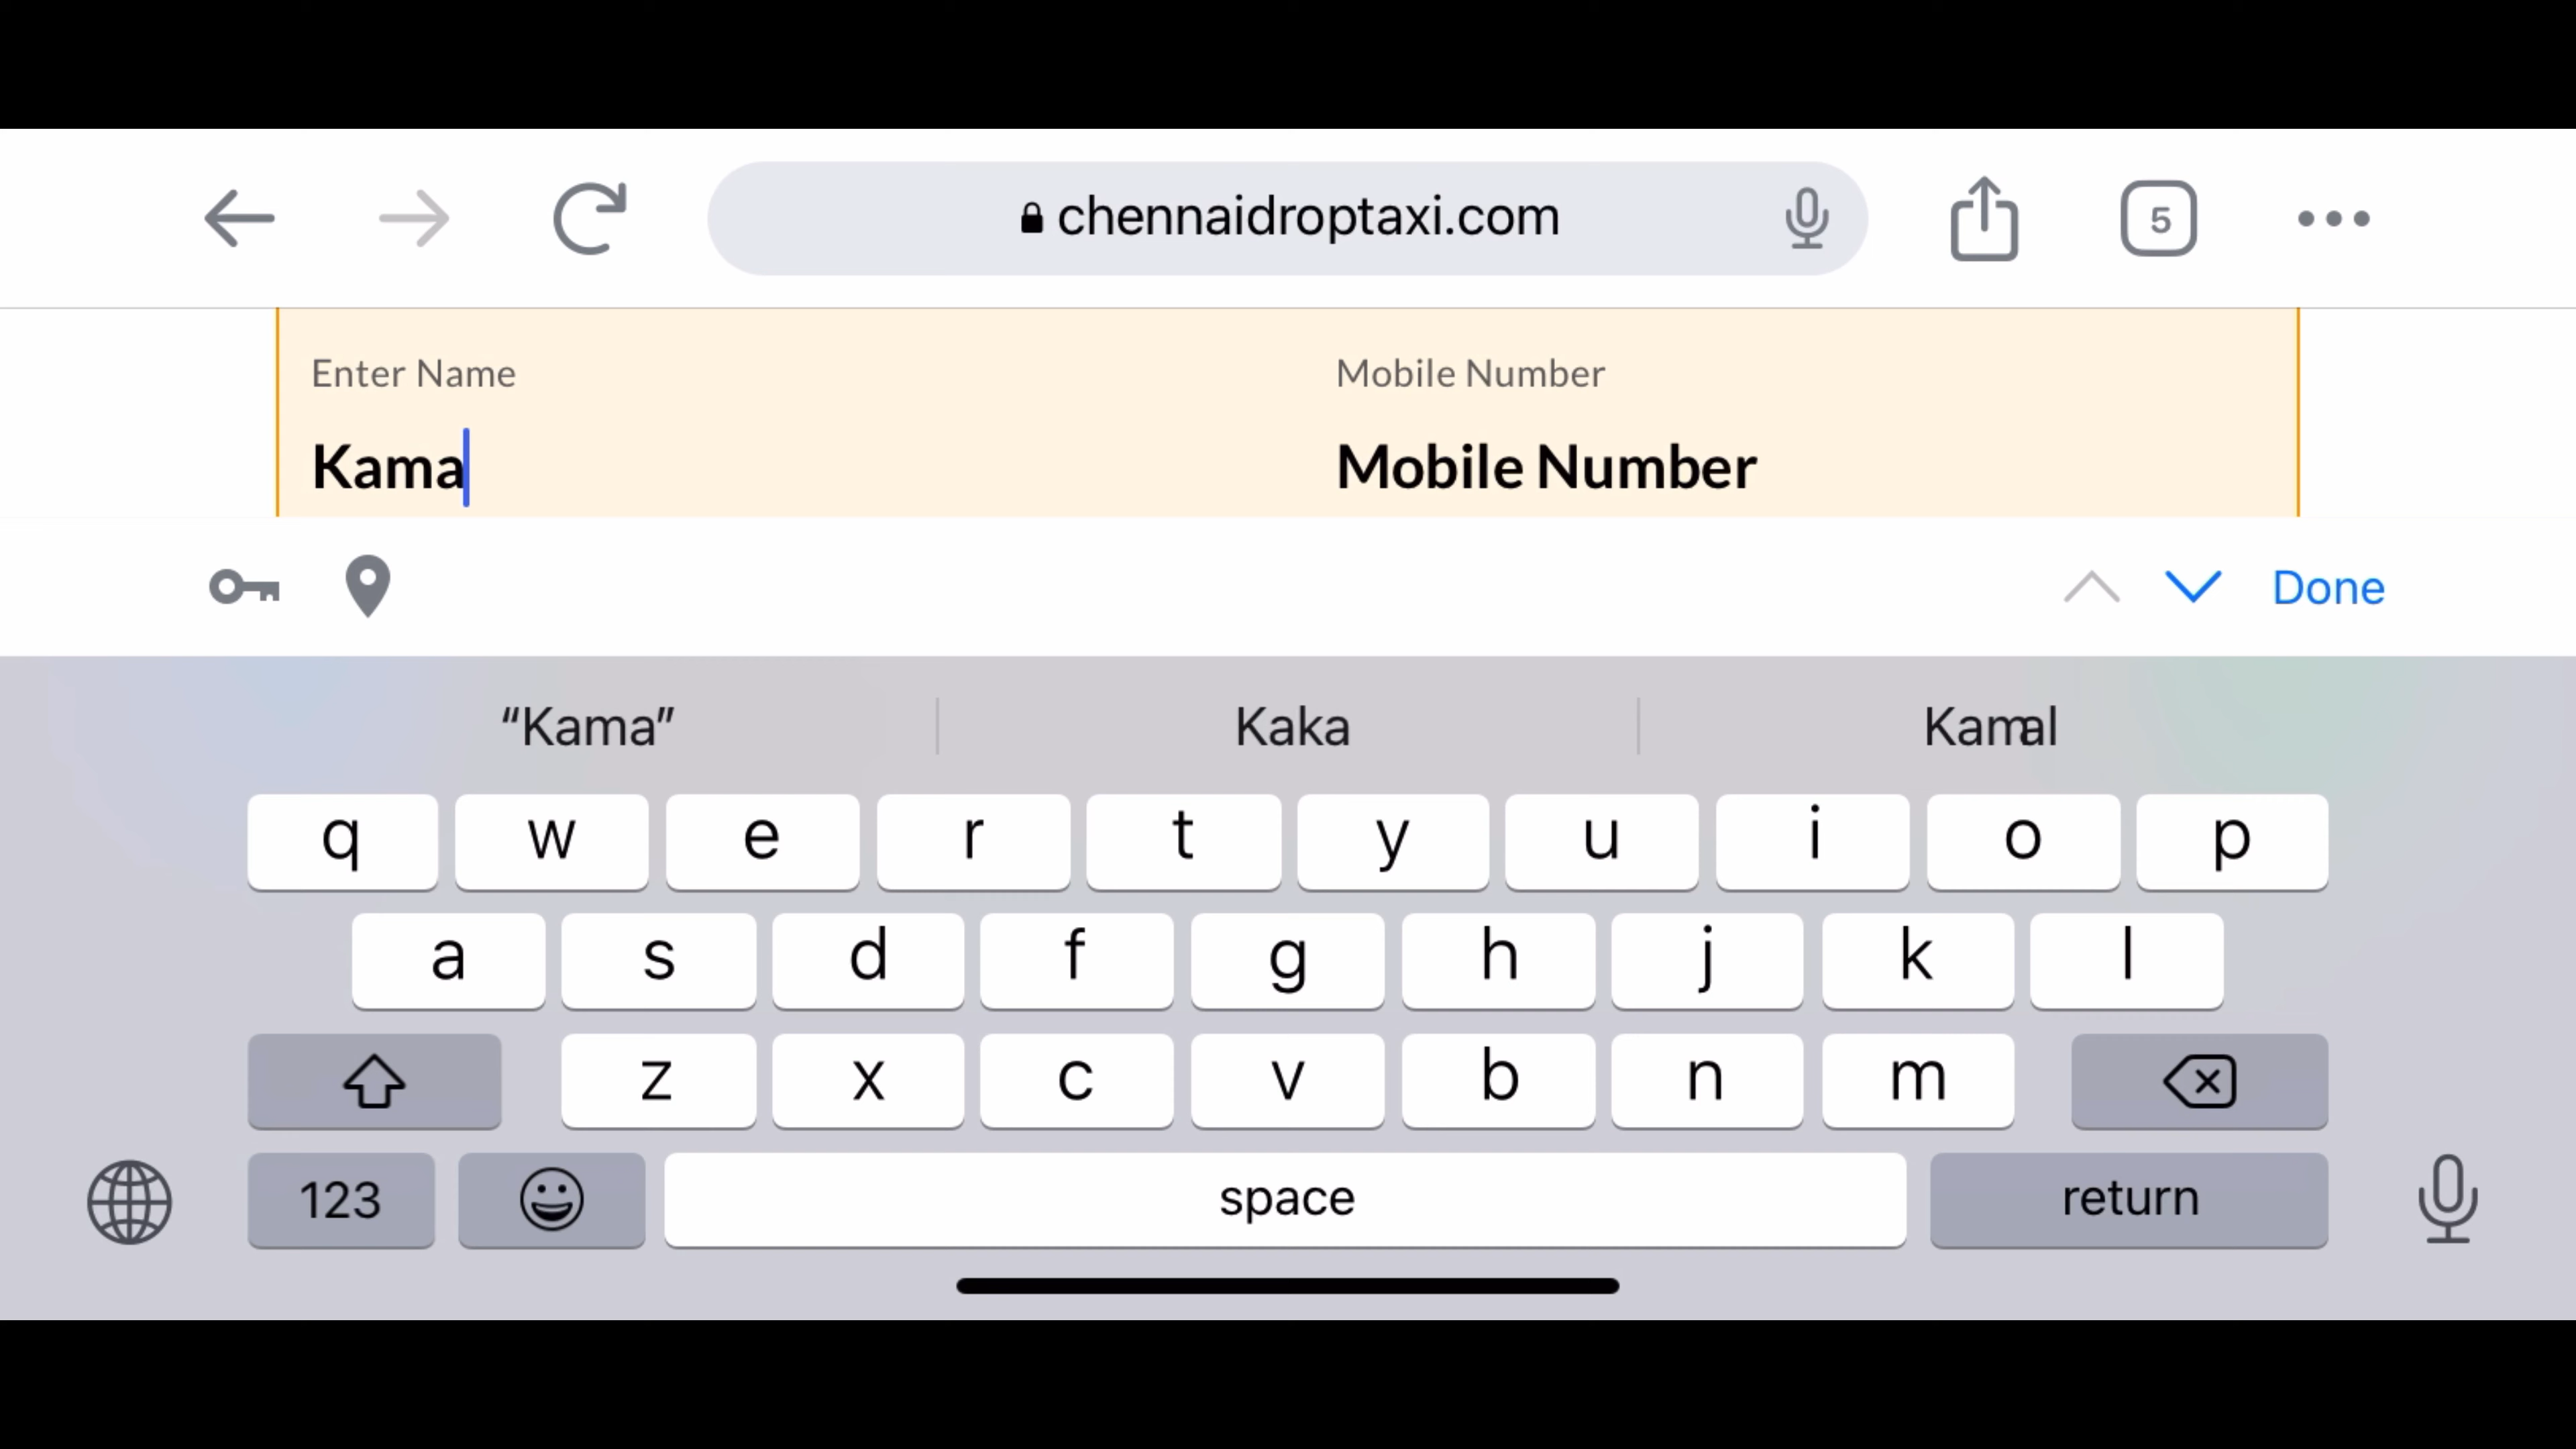 chennaidroptaxi.com
5
Enter Name
Mobile Number
Kama
Mobile Number
Done
“Kama”
Kaka
Kamal
q w e r t y u i o p
a s d f g h j k l
z x c v b n m
123
space
return